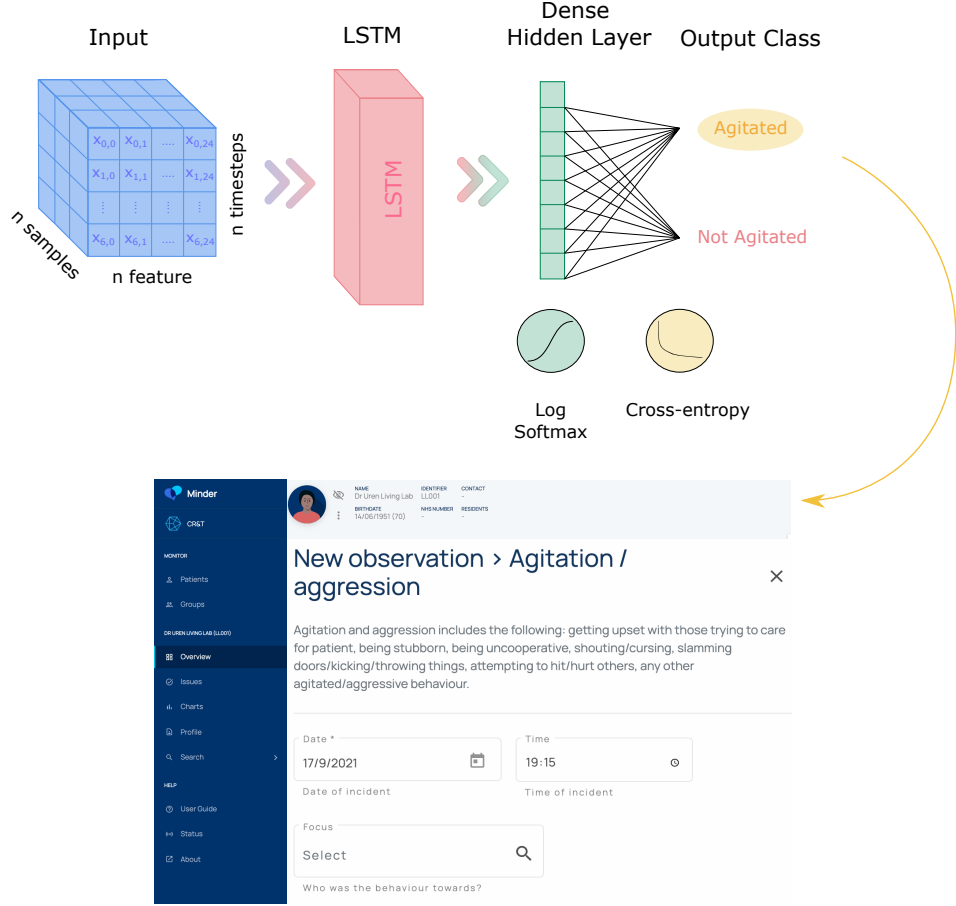 Input
LSTM
Dense
Hidden Layer
Output Class
x0,0 x0,1 .... x0,24
x1,0 x1,1 .... x1,24
⋮ ⋮ ⋮ ⋮
x6,0 x6,1 .... x6,24
n samples
n feature
n timesteps
LSTM
Agitated
Not Agitated
Log
Softmax
Cross-entropy
Minder
CR&T
MONITOR
Patients
Groups
DR UREN LIVING LAB (LL001)
Overview
Issues
Charts
Profile
Search
HELP
User Guide
Status
About
NAME IDENTIFIER CONTACT
Dr Uren Living Lab LL001 -
BIRTHDATE NHS NUMBER RESIDENTS
14/06/1951 (70) - -
New observation > Agitation /
aggression
Agitation and aggression includes the following: getting upset with those trying to care
for patient, being stubborn, being uncooperative, shouting/cursing, slamming
doors/kicking/throwing things, attempting to hit/hurt others, any other
agitated/aggressive behaviour.
Date * Time
17/9/2021 19:15
Date of incident Time of incident
Focus
Select
Who was the behaviour towards?